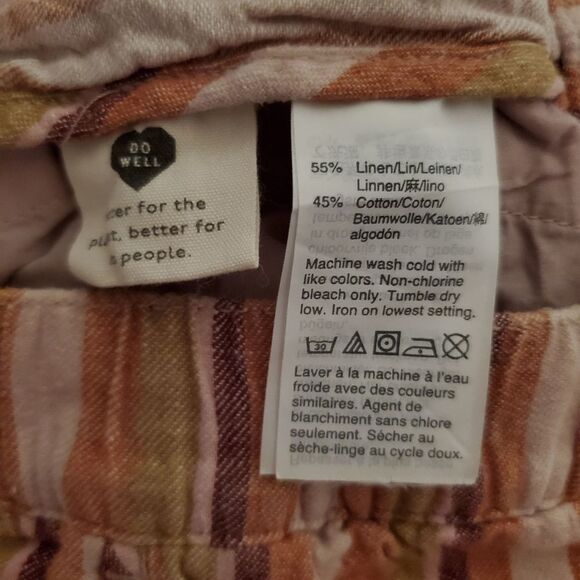 DO
WELL
for the
better for
people.
55% Linen/Lin/Leinen/
Linnen/麻/lino
45% Cotton/Coton/
Baumwolle/Katoen/綿/
algodón
Machine wash cold with
like colors. Non-chlorine
bleach only. Tumble dry
low. Iron on lowest setting.
30
Laver à la machine à l'eau
froide avec des couleurs
similaires. Agent de
blanchiment sans chlore
seulement. Sécher au
sèche-linge au cycle doux.